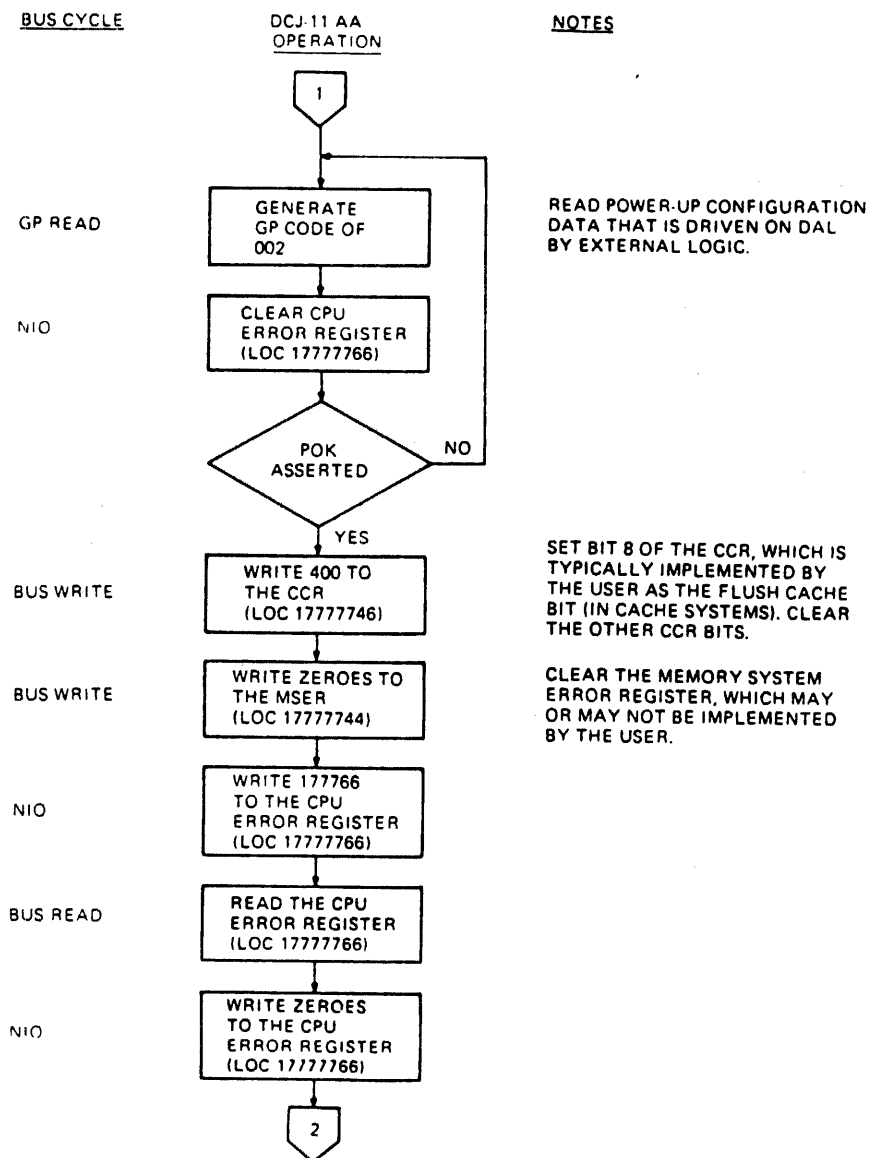 BUS CYCLE
DCJ-11 AA
OPERATION
NOTES
1
GP READ
GENERATE
GP CODE OF
002
READ POWER-UP CONFIGURATION
DATA THAT IS DRIVEN ON DAL
BY EXTERNAL LOGIC.
NIO
CLEAR CPU
ERROR REGISTER
(LOC 17777766)
POK
ASSERTED
NO
YES
BUS WRITE
WRITE 400 TO
THE CCR
(LOC 17777746)
SET BIT 8 OF THE CCR, WHICH IS
TYPICALLY IMPLEMENTED BY
THE USER AS THE FLUSH CACHE
BIT (IN CACHE SYSTEMS). CLEAR
THE OTHER CCR BITS.
BUS WRITE
WRITE ZEROES TO
THE MSER
(LOC 17777744)
CLEAR THE MEMORY SYSTEM
ERROR REGISTER, WHICH MAY
OR MAY NOT BE IMPLEMENTED
BY THE USER.
NIO
WRITE 177766
TO THE CPU
ERROR REGISTER
(LOC 17777766)
BUS READ
READ THE CPU
ERROR REGISTER
(LOC 17777766)
NIO
WRITE ZEROES
TO THE CPU
ERROR REGISTER
(LOC 17777766)
2